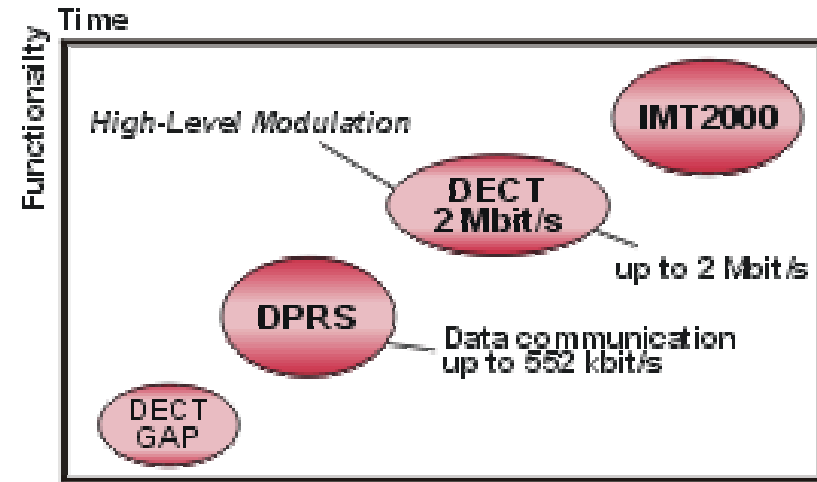 Time
Functionality
High-Level Modulation
IMT2000
DECT
2 Mbit/s
up to 2 Mbit/s
DPRS
Data communication
up to 552 kbit/s
DECT
GAP